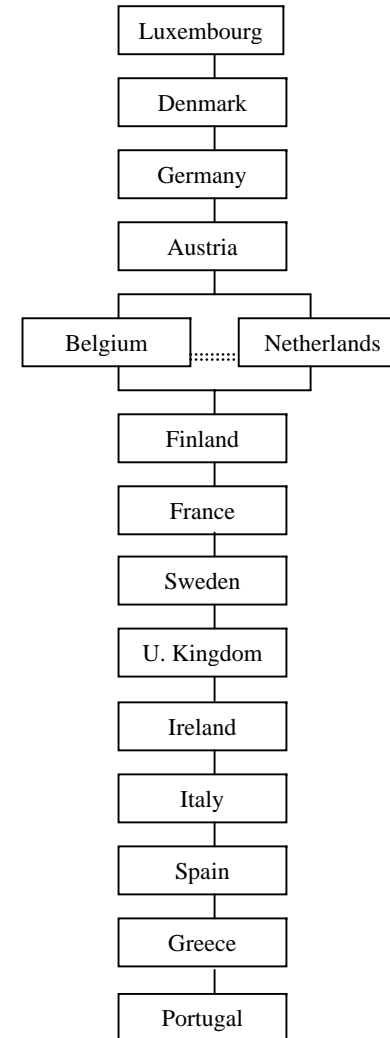 Luxembourg
Denmark
Germany
Austria
Belgium
Netherlands
Finland
France
Sweden
U. Kingdom
Ireland
Italy
Spain
Greece
Portugal